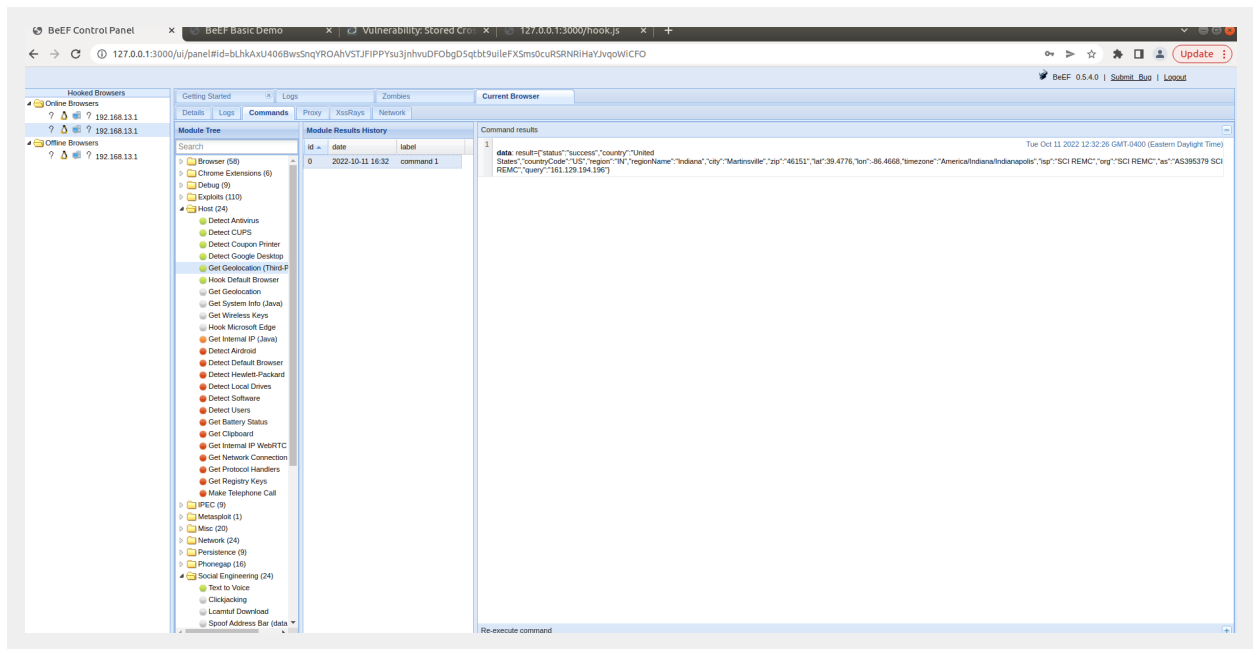 BeEF Control Panel × BeEF Basic Demo × Vulnerability: Stored Cros × 127.0.0.1:3000/hook.js × +
127.0.0.1:3000/ui/panel#id=bLhkAxU406BwsSnqYROAhVSTJFIPPYsu3jnhvuDFObgD5qtbt9uileFXSms0cuRSRNRiHaYJvqoWiCFO Update
BeEF 0.5.4.0 | Submit Bug | Logout
Hooked Browsers
Online Browsers
? ? 192.168.13.1
? ? 192.168.13.1
Offline Browsers
? ? 192.168.13.1
Getting Started Logs Zombies Current Browser
Details Logs Commands Proxy XssRays Network
Module Tree
Search
Browser (58)
Chrome Extensions (6)
Debug (9)
Exploits (110)
Host (24)
Detect Antivirus
Detect CUPS
Detect Coupon Printer
Detect Google Desktop
Get Geolocation (Third-P
Hook Default Browser
Get Geolocation
Get System Info (Java)
Get Wireless Keys
Hook Microsoft Edge
Get Internal IP (Java)
Detect Airdroid
Detect Default Browser
Detect Hewlett-Packard
Detect Local Drives
Detect Software
Detect Users
Get Battery Status
Get Clipboard
Get Internal IP WebRTC
Get Network Connection
Get Protocol Handlers
Get Registry Keys
Make Telephone Call
IPEC (9)
Metasploit (1)
Misc (20)
Network (24)
Persistence (9)
Phonegap (16)
Social Engineering (24)
Text to Voice
Clickjacking
Lcamtuf Download
Spoof Address Bar (data
Module Results History
id date label
0 2022-10-11 16:32 command 1
Command results
1 Tue Oct 11 2022 12:32:26 GMT-0400 (Eastern Daylight Time)
data: result={"status":"success","country":"United
States","countryCode":"US","region":"IN","regionName":"Indiana","city":"Martinsville","zip":"46151","lat":39.4776,"lon":-86.4668,"timezone":"America/Indiana/Indianapolis","isp":"SCI REMC","org":"SCI REMC","as":"AS395379 SCI
REMC","query":"161.129.194.196"}
Re-execute command